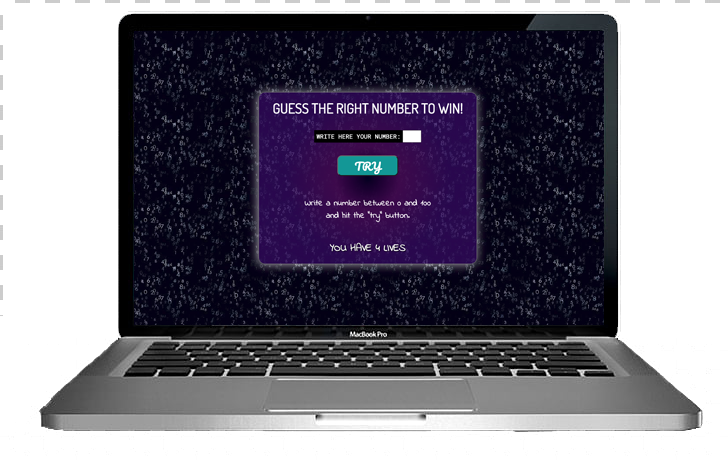 GUESS THE RIGHT NUMBER TO WIN!
WRITE HERE YOUR NUMBER:
TRY
Write a number between 0 and 100
and hit the "try" button.
YOU HAVE 4 LIVES
MacBook Pro